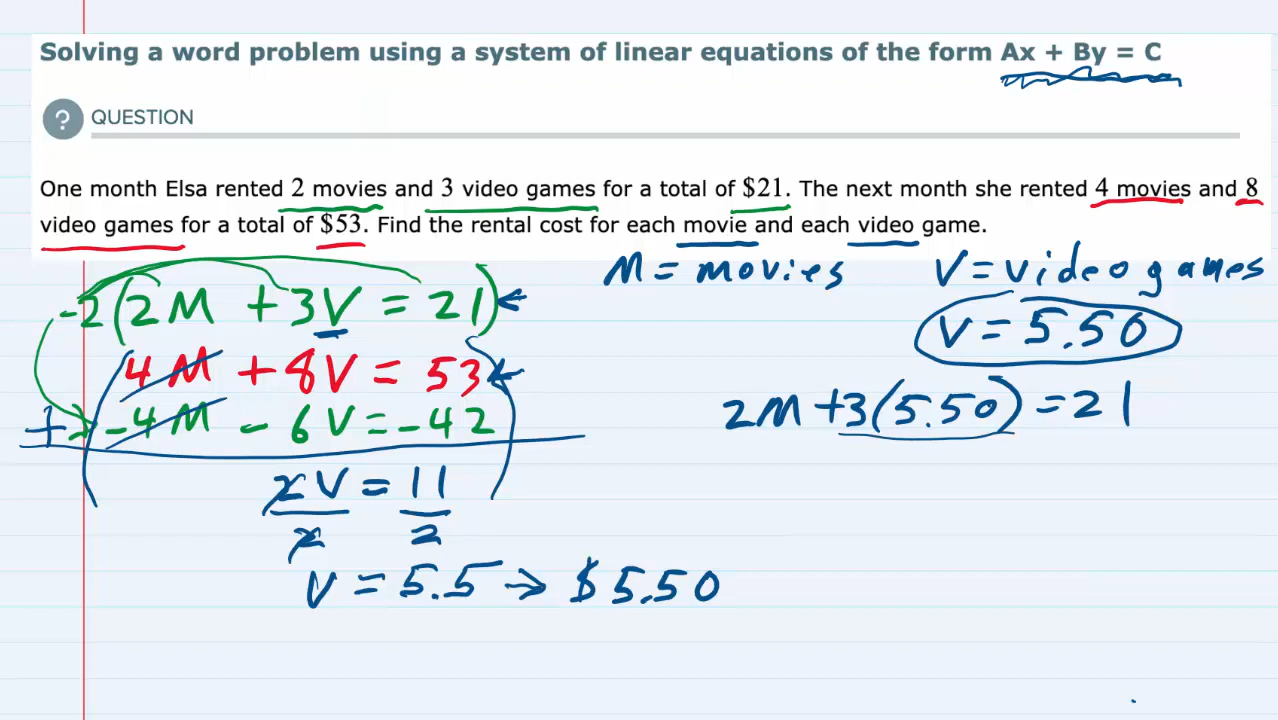 Solving a word problem using a system of linear equations of the form Ax + By = C
? QUESTION
One month Elsa rented 2 movies and 3 video games for a total of $21. The next month she rented 4 movies and 8
video games for a total of $53. Find the rental cost for each movie and each video game.
M = movies V = video games
-2(2M + 3V = 21)
V = 5.50
4M + 8V = 53
2M + 3(5.50) = 21
+ -4M - 6V = -42
2V = 11
2 2
V = 5.5 → $5.50